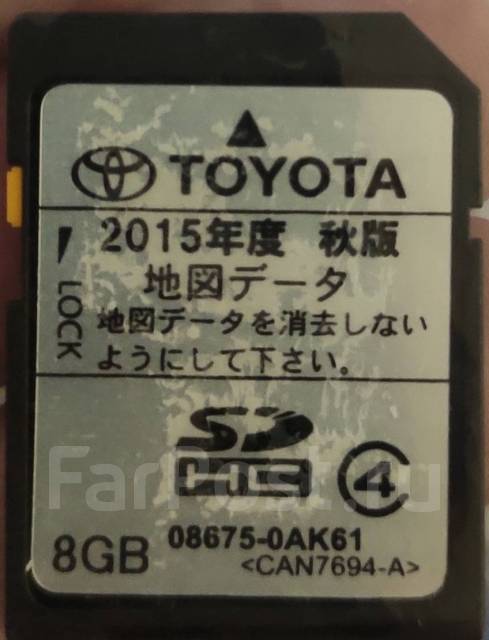 TOYOTA
2015年度 秋版
地図データ
LOCK
地図データを消去しない
ようにして下さい。
SD
HC
4
FarPost.ru
8GB
08675-0AK61
<CAN7694-A>